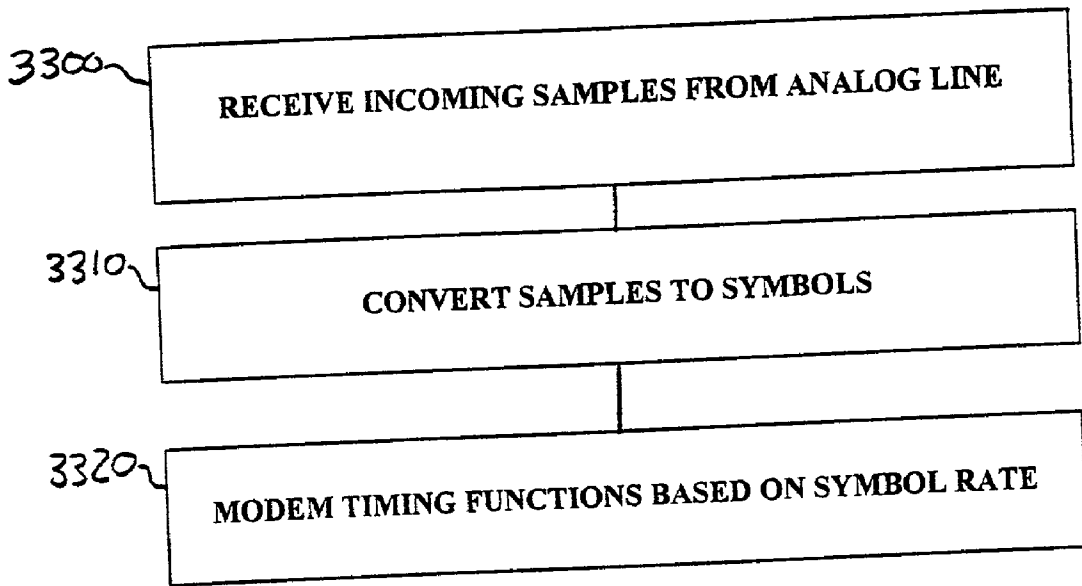 3300
RECEIVE INCOMING SAMPLES FROM ANALOG LINE
3310
CONVERT SAMPLES TO SYMBOLS
3320
MODEM TIMING FUNCTIONS BASED ON SYMBOL RATE